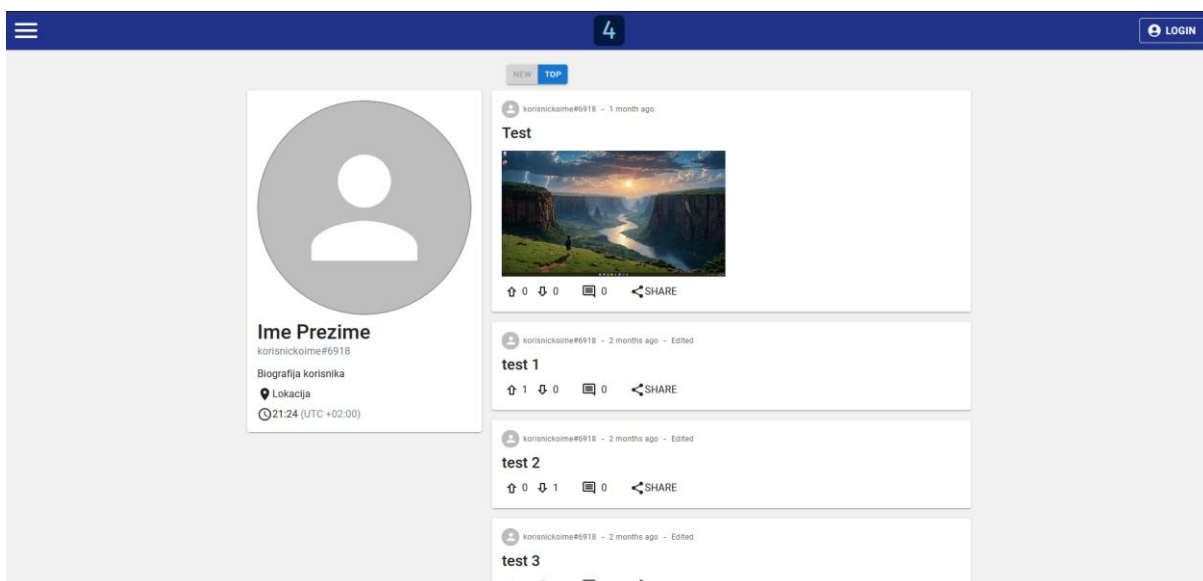 4
LOGIN
NEW TOP
korisnickoime#6918 - 1 month ago
Test
0 0 0 SHARE
Ime Prezime
korisnickoime#6918
Biografija korisnika
Lokacija
21:24 (UTC +02:00)
korisnickoime#6918 - 2 months ago - Edited
test 1
1 0 0 SHARE
korisnickoime#6918 - 2 months ago - Edited
test 2
0 1 0 SHARE
korisnickoime#6918 - 2 months ago - Edited
test 3